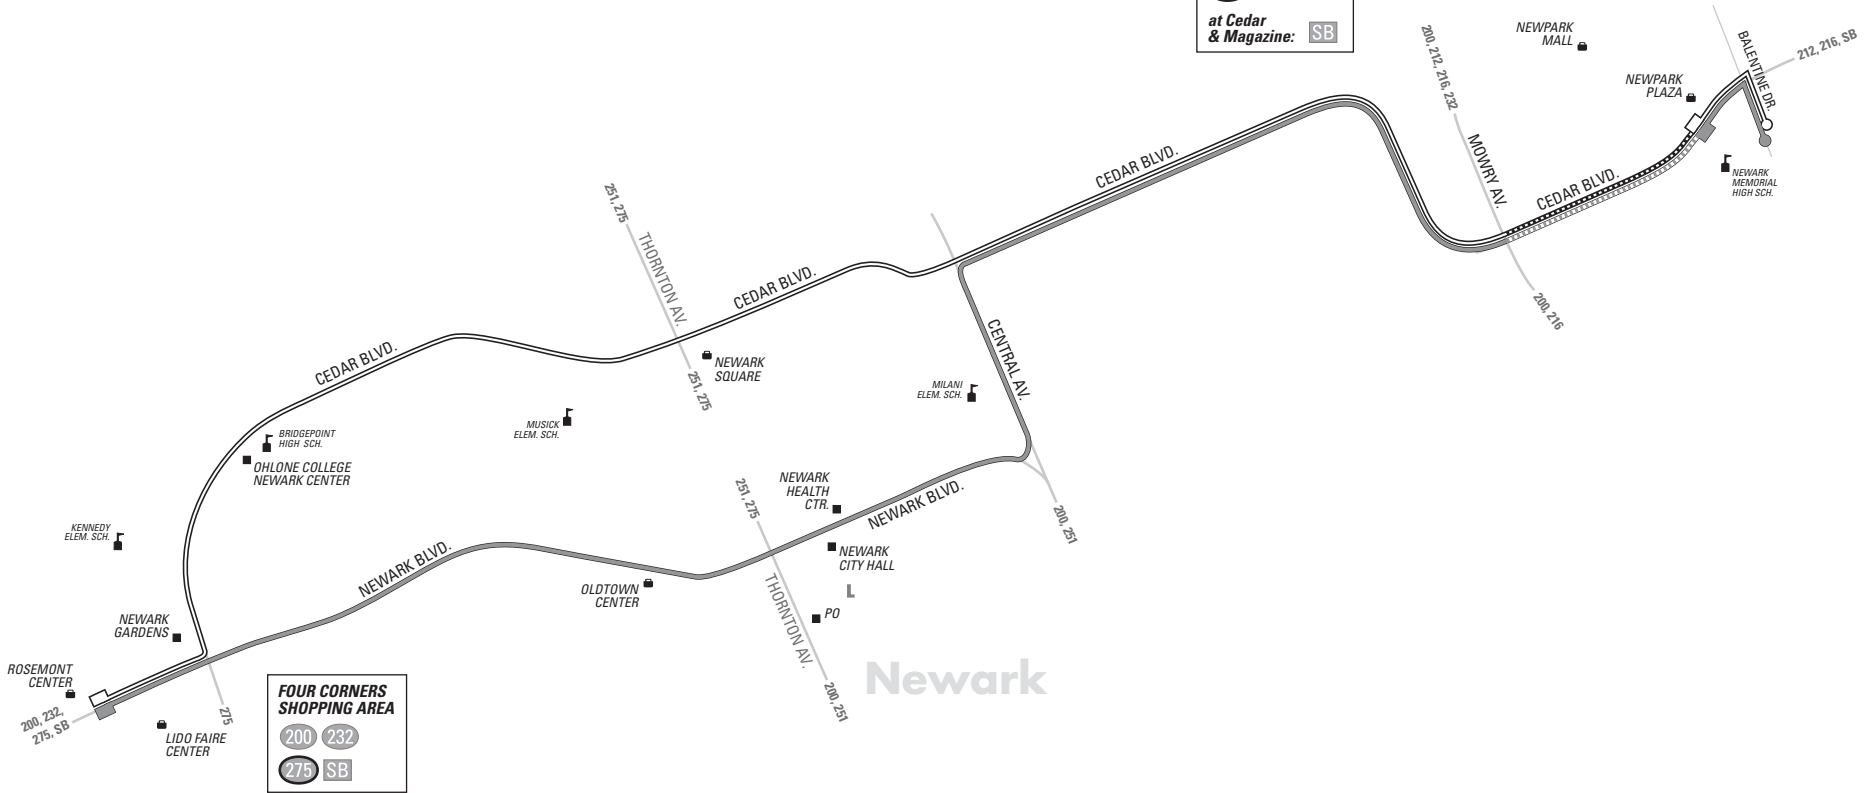 at Cedar
& Magazine: SB
NEWPARK
MALL
200, 212, 216, 232
BALENTINE DR.
212, 216, SB
NEWPARK
PLAZA
MOWRY AV.
CEDAR BLVD.
CEDAR BLVD.
NEWARK
MEMORIAL
HIGH SCH.
251, 275
THORNTON AV.
CEDAR BLVD.
200, 216
CEDAR BLVD.
NEWARK
SQUARE
251, 275
CENTRAL AV.
MILANI
ELEM. SCH.
MUSICK
ELEM. SCH.
BRIDGEPOINT
HIGH SCH.
OHLONE COLLEGE
NEWARK CENTER
251, 275
NEWARK
HEALTH
CTR.
NEWARK BLVD.
200, 251
KENNEDY
ELEM. SCH.
NEWARK BLVD.
NEWARK
CITY HALL
OLDTOWN
CENTER
THORNTON AV.
L
PO
NEWARK
GARDENS
ROSEMONT
CENTER
Newark
200, 251
200, 232,
275, SB
275
LIDO FAIRE
CENTER
FOUR CORNERS
SHOPPING AREA
200 232
275 SB